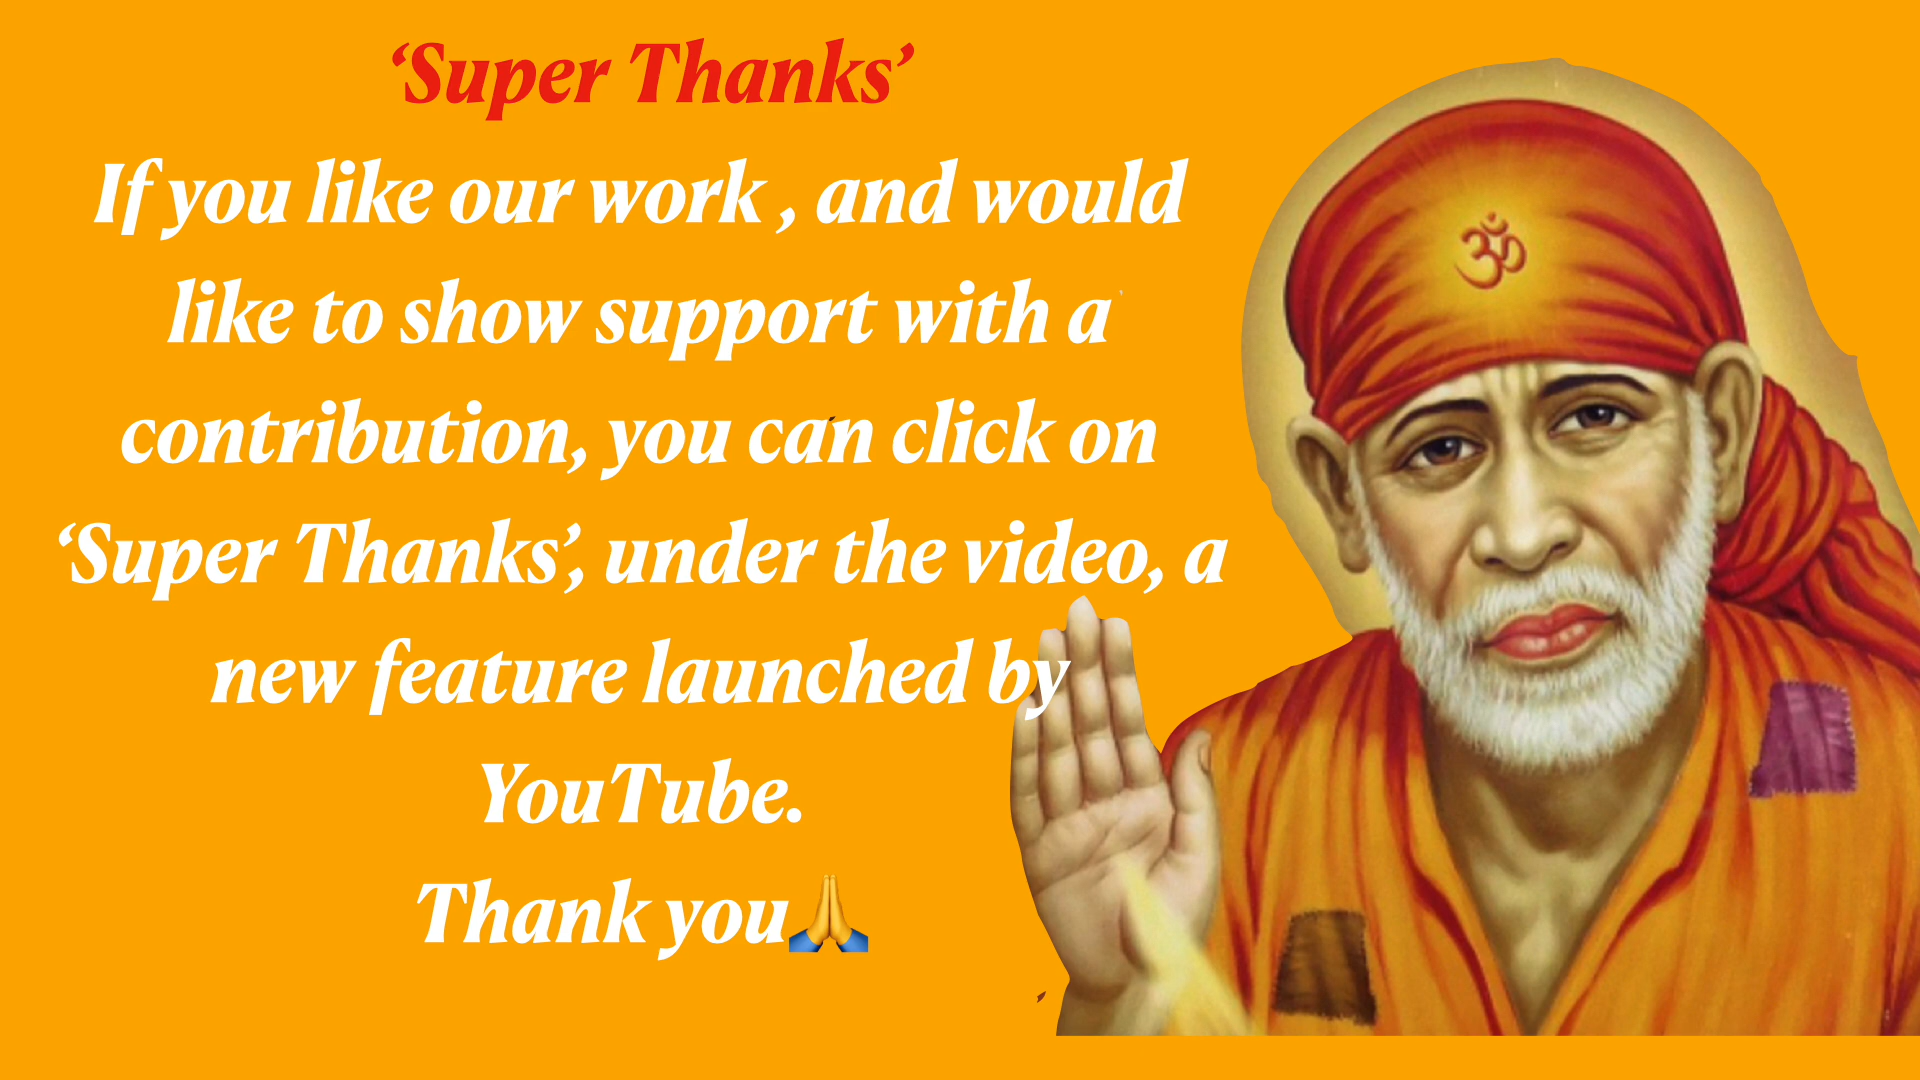 ‘Super Thanks’
If you like our work , and would
like to show support with a
contribution, you can click on
‘Super Thanks’, under the video, a
new feature launched by
YouTube.
Thank you🙏
ॐ